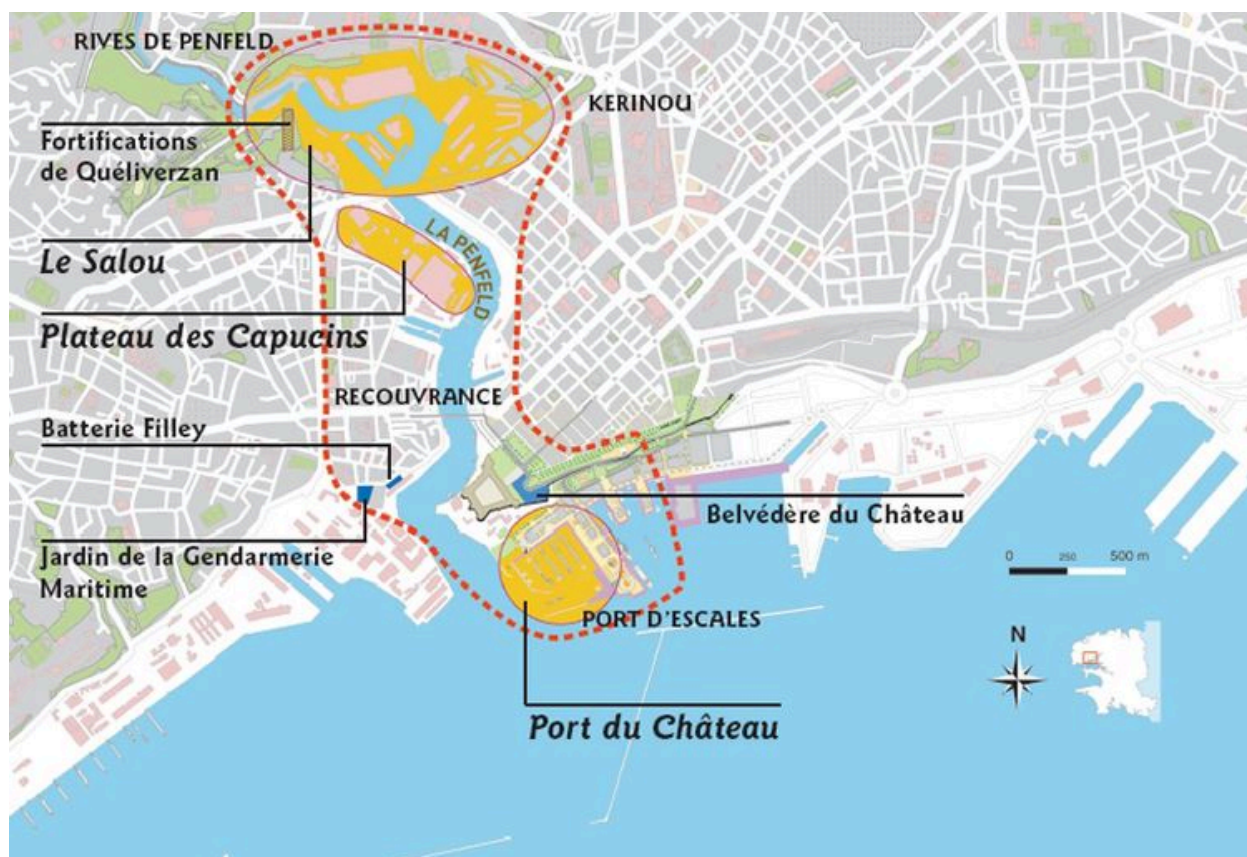 RIVES DE PENFELD
KERINOU
Fortifications
de Quéliverzan
Le Salou
LA PENFELD
Plateau des Capucins
RECOUVRANCE
Batterie Filley
Belvédère du Château
Jardin de la Gendarmerie
Maritime
0 250 500 m
PORT D'ESCALES
N
Port du Château